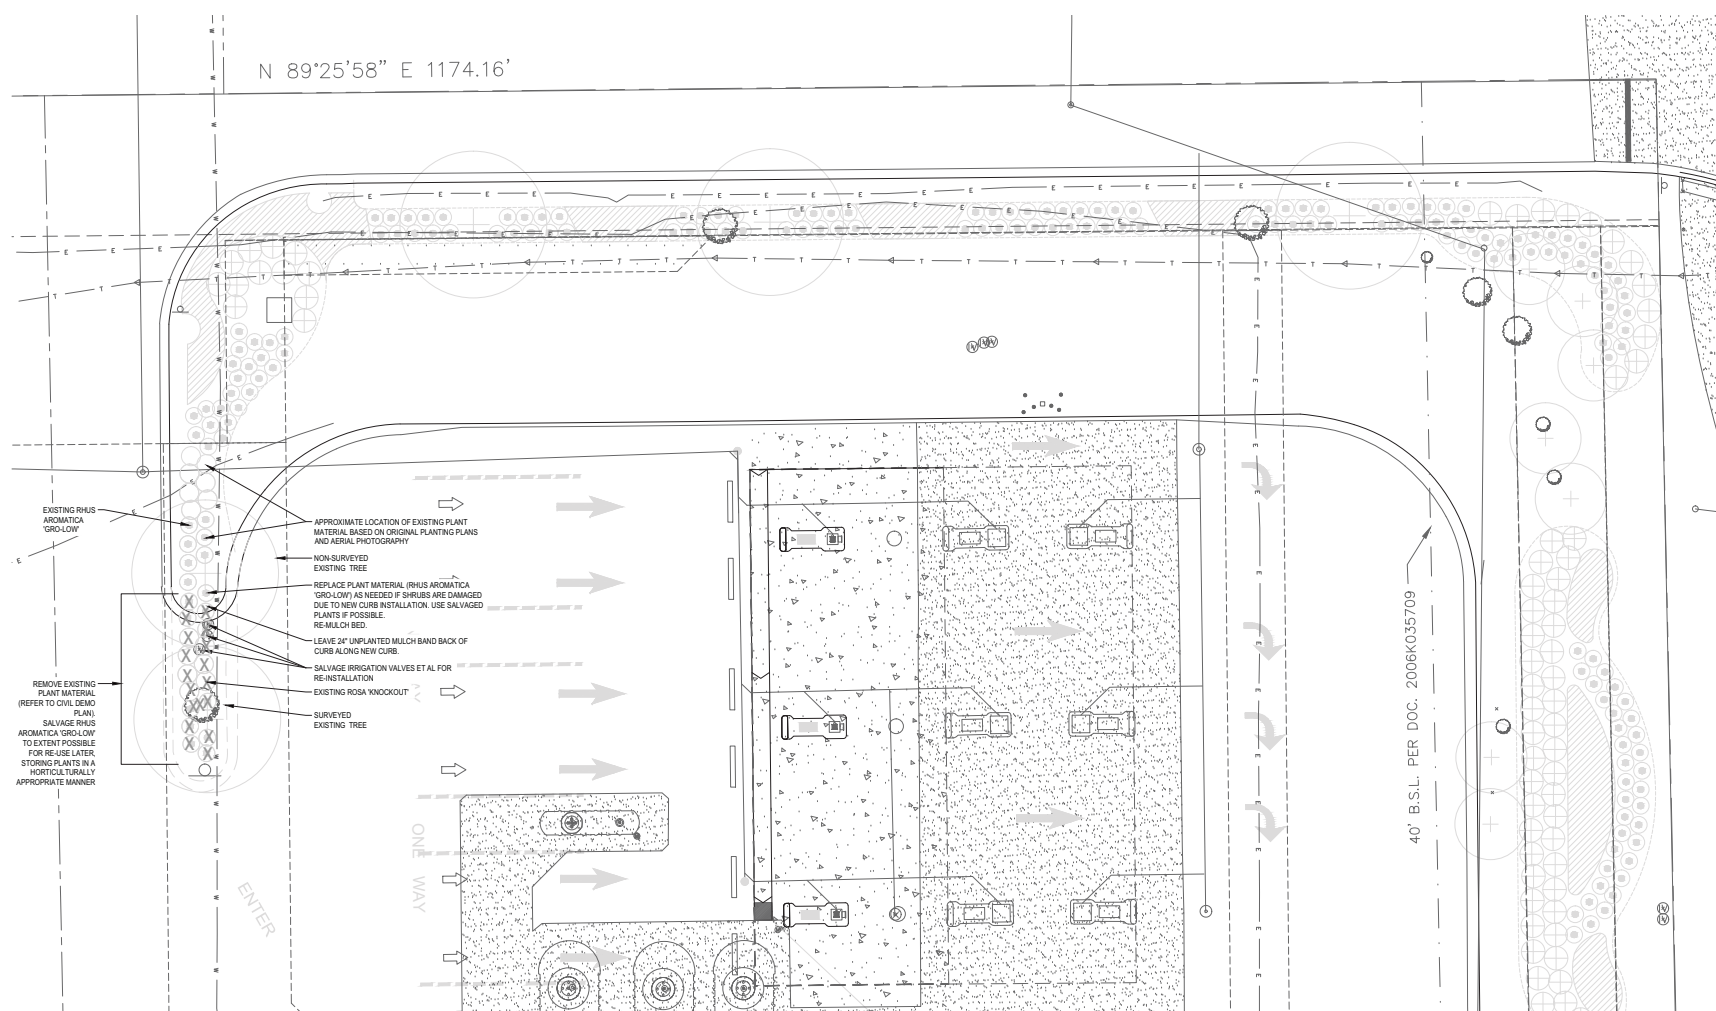 N 89°25'58" E 1174.16'
EXISTING RHUS
AROMATICA
'GRO-LOW'
APPROXIMATE LOCATION OF EXISTING PLANT
MATERIAL BASED ON ORIGINAL PLANTING PLANS
AND AERIAL PHOTOGRAPHY
NON-SURVEYED
EXISTING TREE
REPLACE PLANT MATERIAL (RHUS AROMATICA
'GRO-LOW') AS NEEDED IF SHRUBS ARE DAMAGED
DUE TO NEW CURB INSTALLATION. USE SALVAGED
PLANTS IF POSSIBLE.
RE-MULCH BED.
LEAVE 24" UNPLANTED MULCH BAND BACK OF
CURB ALONG NEW CURB.
SALVAGE IRRIGATION VALVES ET AL FOR
RE-INSTALLATION
EXISTING ROSA 'KNOCKOUT'
SURVEYED
EXISTING TREE
REMOVE EXISTING
PLANT MATERIAL
(REFER TO CIVIL DEMO
PLAN).
SALVAGE RHUS
AROMATICA 'GRO-LOW'
TO EXTENT POSSIBLE
FOR RE-USE LATER,
STORING PLANTS IN A
HORTICULTURALLY
APPROPRIATE MANNER
ENTER
ONE WAY
40' B.S.L. PER DOC. 2006K035709